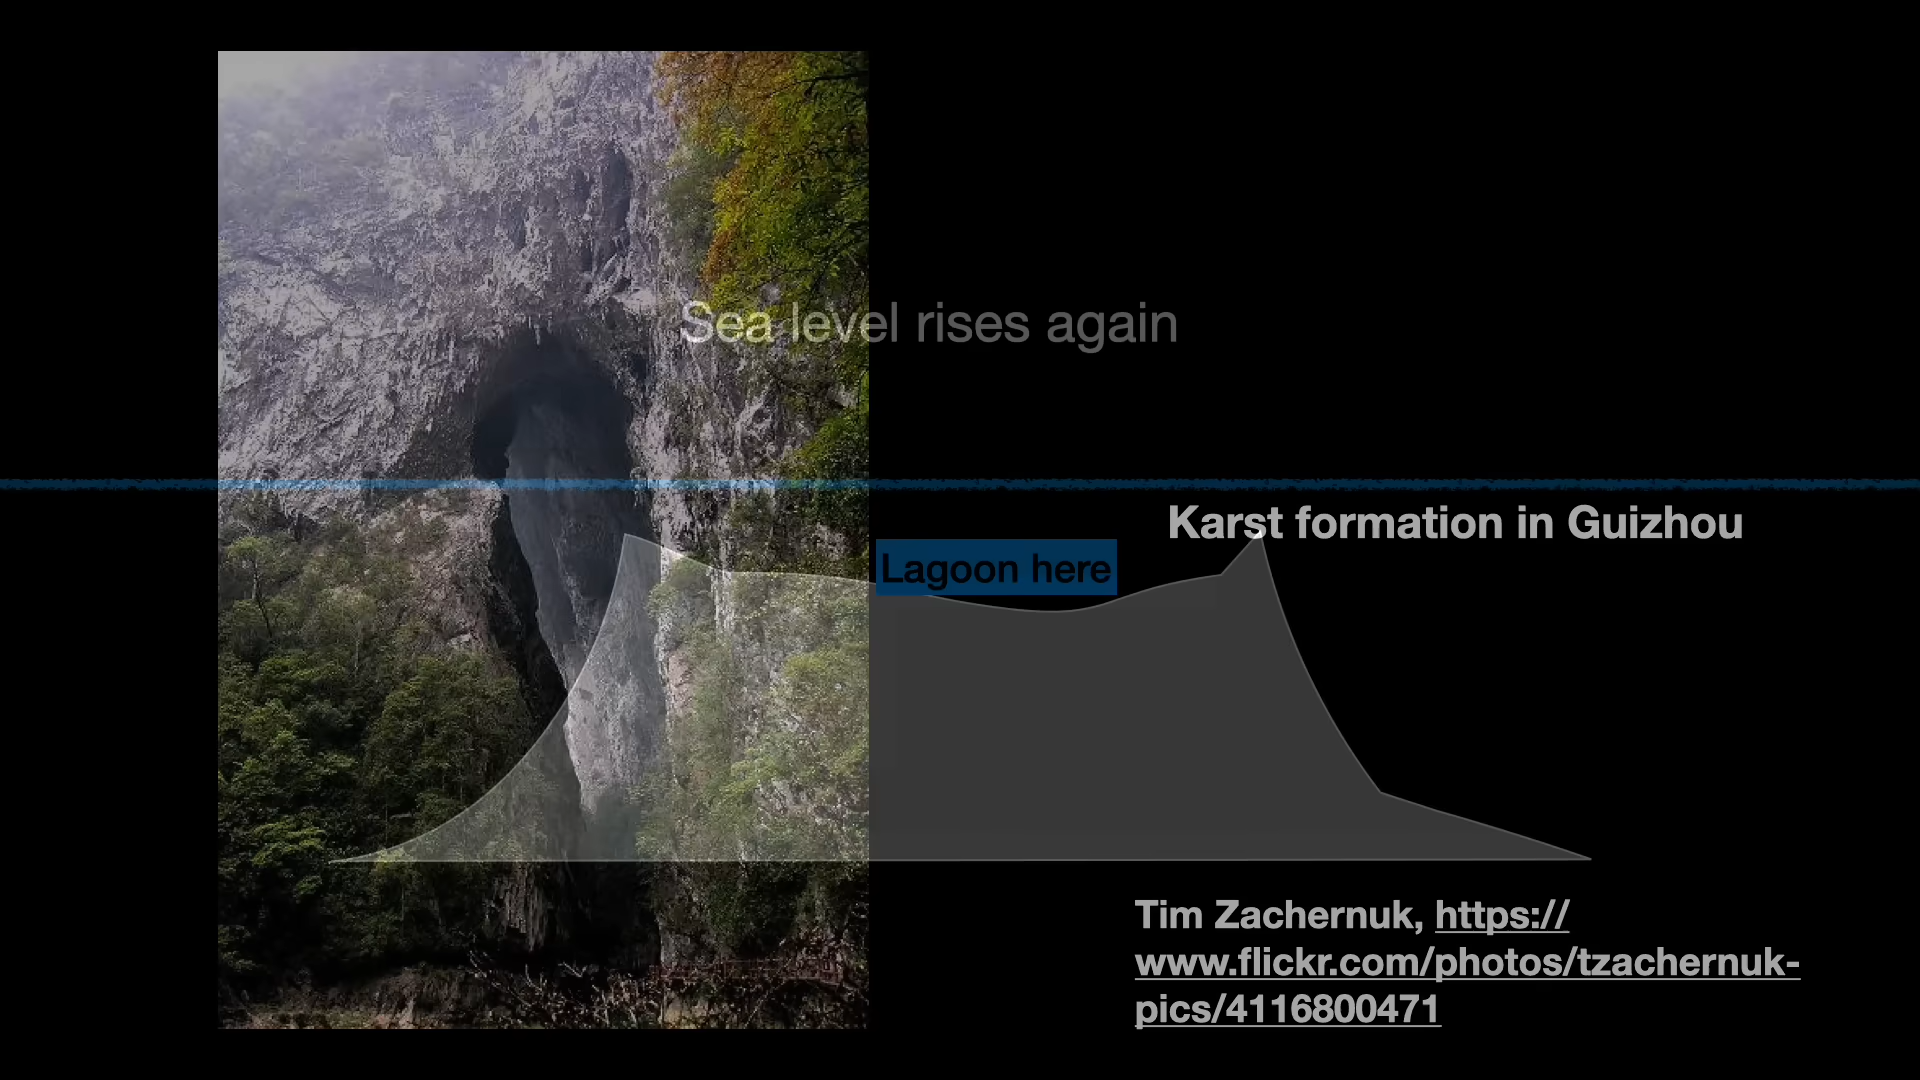 Sea level rises again
Karst formation in Guizhou
Lagoon here
Tim Zachernuk, https://
www.flickr.com/photos/tzachernuk-
pics/4116800471